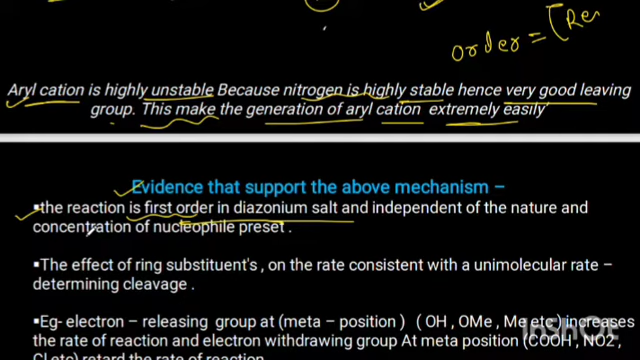 order = [Re
Aryl cation is highly unstable Because nitrogen is highly stable hence very good leaving
group. This make the generation of aryl cation extremely easily
Evidence that support the above mechanism –
▪the reaction is first order in diazonium salt and independent of the nature and
concentration of nucleophile preset .
▪The effect of ring substituent's , on the rate consistent with a unimolecular rate –
determining cleavage .
▪Eg- electron – releasing group at (meta – position) ( OH , OMe , Me etc) increases
the rate of reaction and electron withdrawing group At meta position (COOH , NO2 ,
Cl etc) retard the rate of reaction.